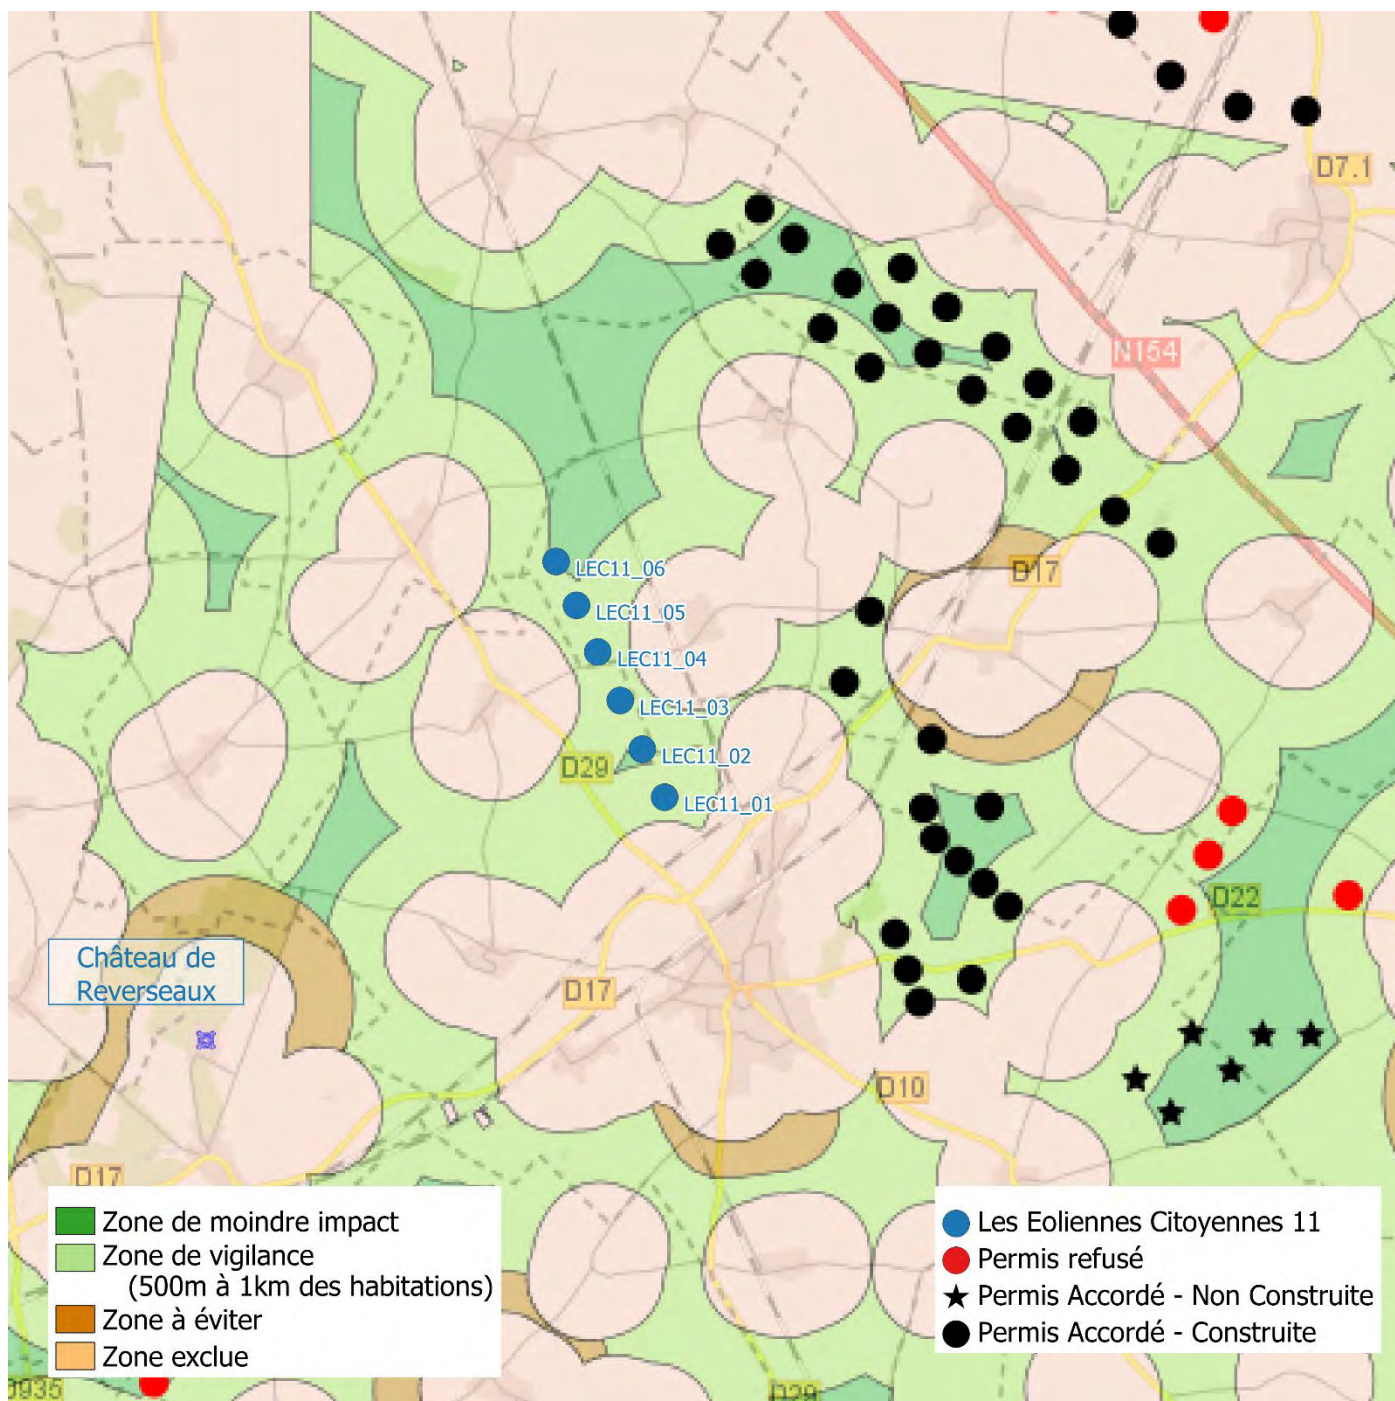 D7.1
N154
D17
LEC11_06
LEC11_05
LEC11_04
LEC11_03
LEC11_02
LEC11_01
D29
D22
Château de
Reverseaux
D17
D10
D17
Zone de moindre impact
Zone de vigilance
(500m à 1km des habitations)
Zone à éviter
Zone exclue
Les Eoliennes Citoyennes 11
Permis refusé
Permis Accordé - Non Construite
Permis Accordé - Construite
D935
D29